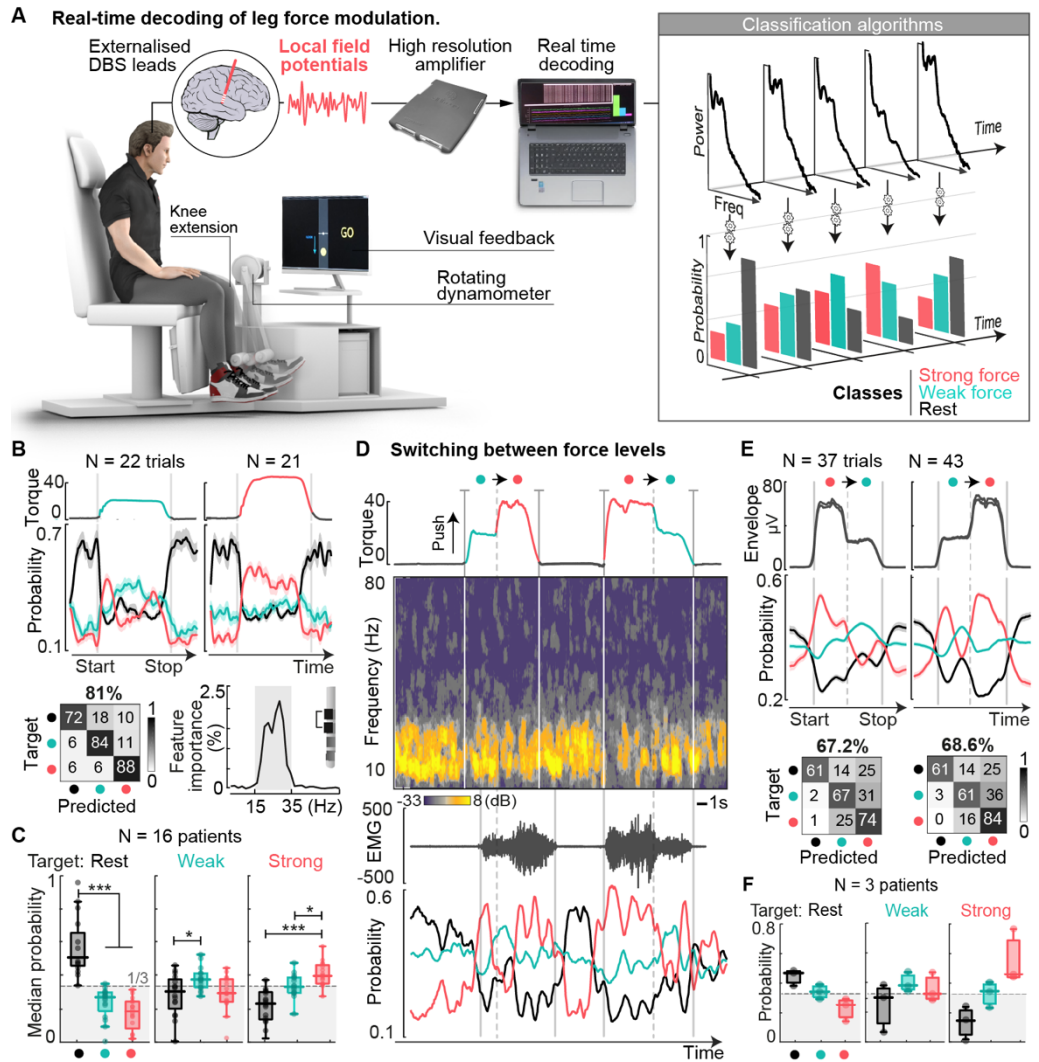 A Real-time decoding of leg force modulation.
Externalised
DBS leads
Local field
potentials
High resolution
amplifier
Real time
decoding
Knee
extension
GO
Visual feedback
Rotating
dynamometer
Classification algorithms
Power
Time
Freq
1
Probability
0
Time
Classes
Strong force
Weak force
Rest
B
N = 22 trials
N = 21
Torque
40
0
Probability
0.7
0.1
Start
Stop
Time
81%
Target
72 18 10
6 84 11
6 6 88
Predicted
1
0
Feature
importance
(%)
2.5
0
15 35 (Hz)
C
N = 16 patients
Target: Rest
Weak
Strong
Median probability
1
0
***
1/3
*
***
*
D Switching between force levels
Torque
40
0
Push
Frequency (Hz)
80
10
-33 8 (dB)
1s
EMG
500
-500
Probability
0.6
0.1
Time
E
N = 37 trials
N = 43
Envelope
µV
80
0
Probability
0.6
0.2
Start
Stop
Time
67.2%
Target
61 14 25
2 67 31
1 25 74
Predicted
68.6%
61 14 25
3 61 36
0 16 84
Predicted
1
0
F
N = 3 patients
Target: Rest
Weak
Strong
Probability
0.8
0